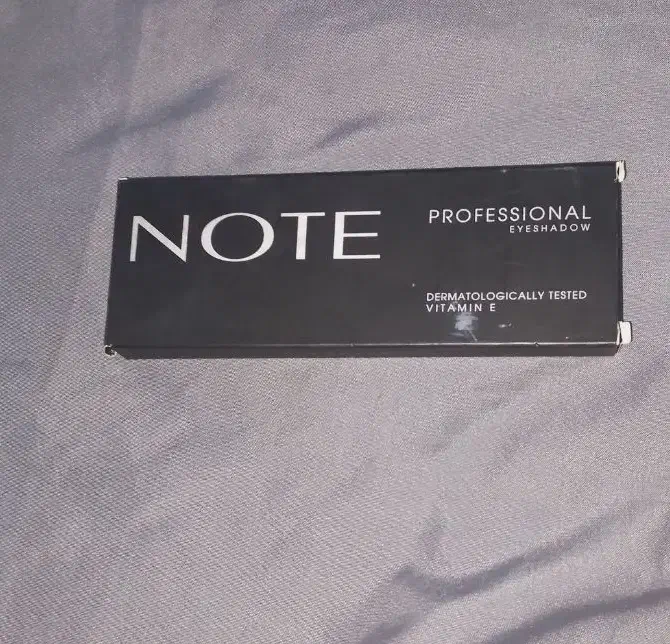 NOTE
PROFESSIONAL
EYESHADOW
DERMATOLOGICALLY TESTED
VITAMIN E